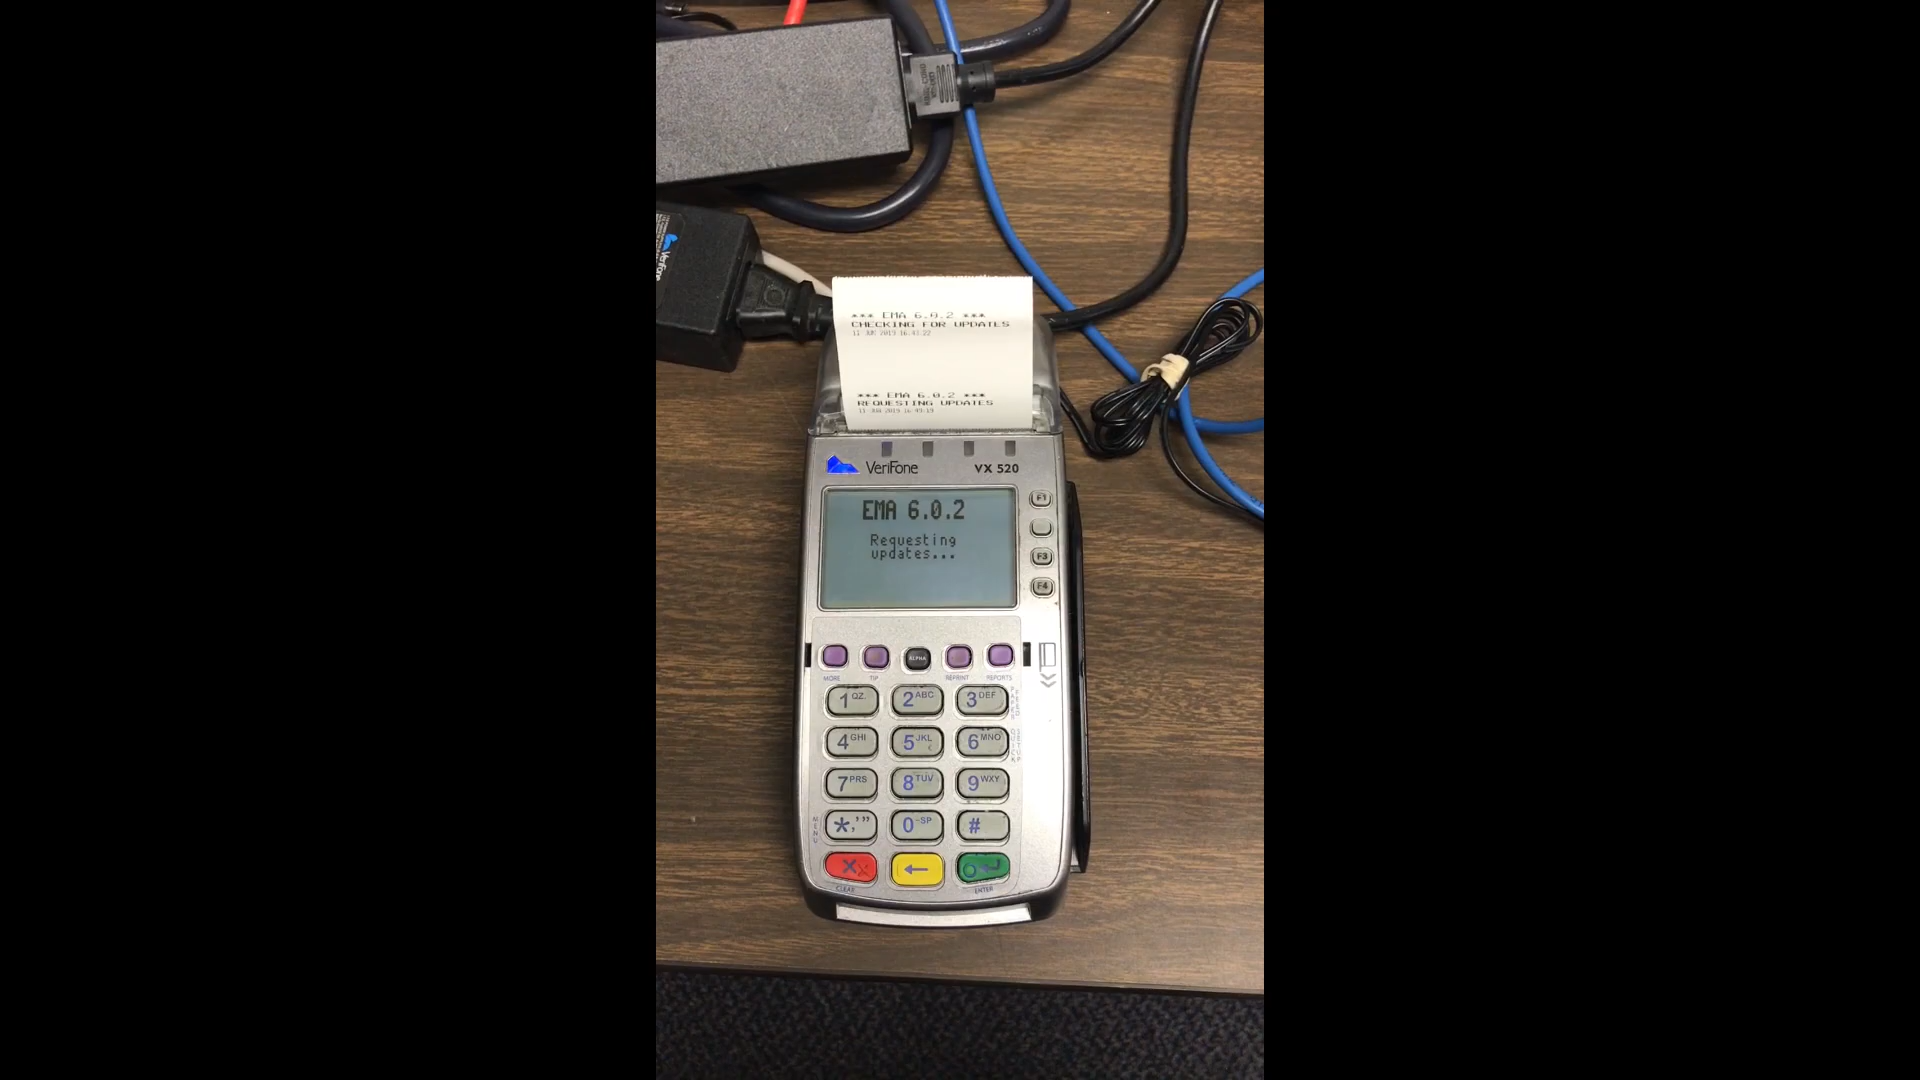 VeriFone
*** EMA 6.0.2 ***
CHECKING FOR UPDATES
*** EMA 6.0.2 ***
REQUESTING UPDATES
VeriFone
VX 520
EMA 6.0.2
Requesting
updates...
F1
F3
F4
ALPHA
MORE TIP REPRINT REPORTS
1 QZ. 2 ABC 3 DEF
4 GHI 5 JKL 6 MNO
7 PRS 8 TUV 9 WXY
*,'" 0 -SP #
MENU
CLEAR ENTER